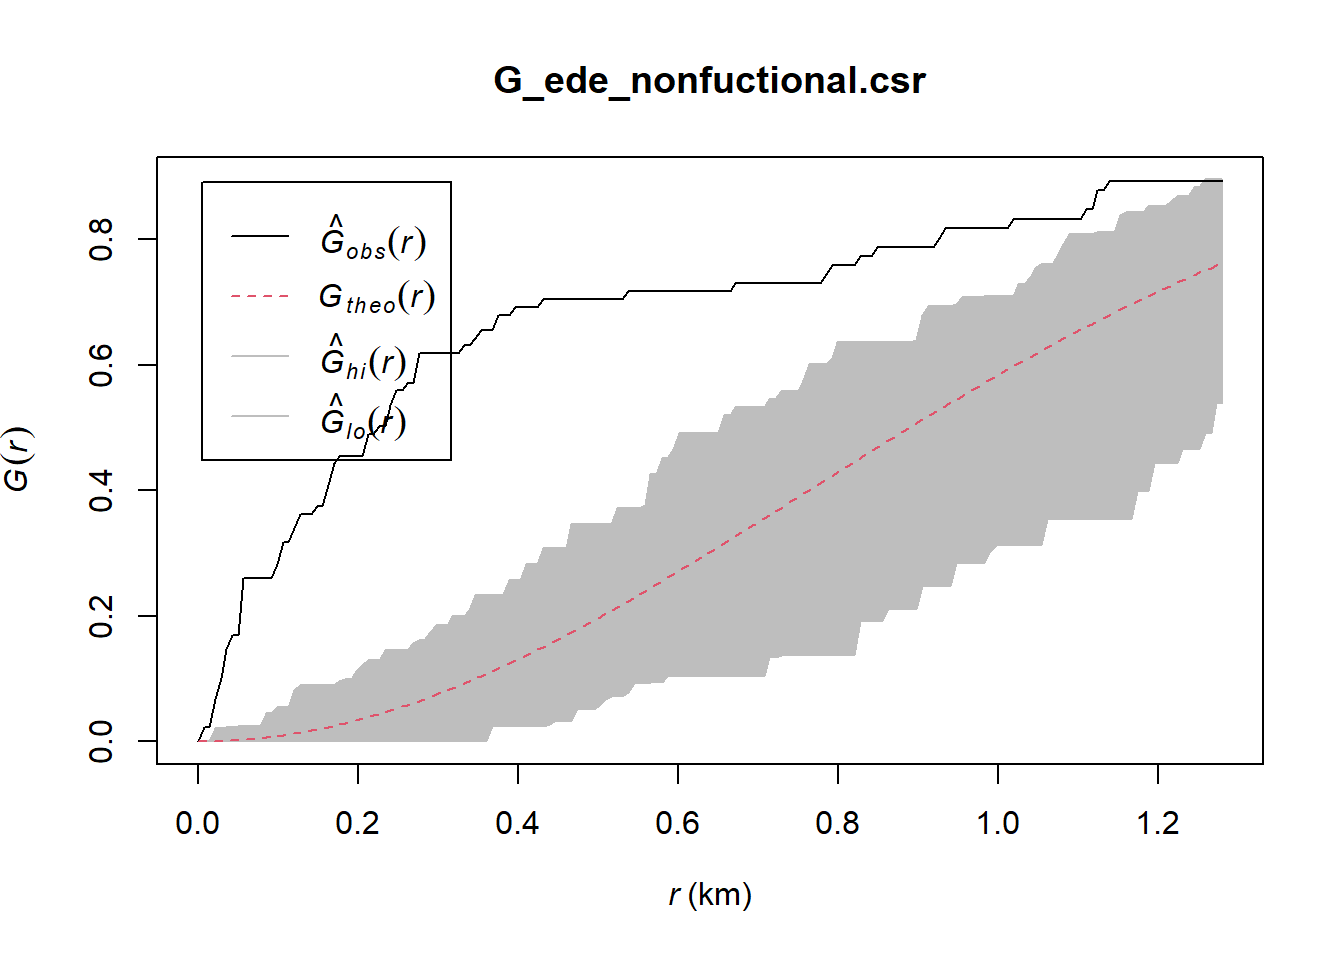 G_ede_nonfuctional.csr
Ĝobs(r)
Gtheo(r)
Ĝhi(r)
Ĝlo(r)
G(r)
0.8
0.6
0.4
0.2
0.0
0.0 0.2 0.4 0.6 0.8 1.0 1.2
r (km)